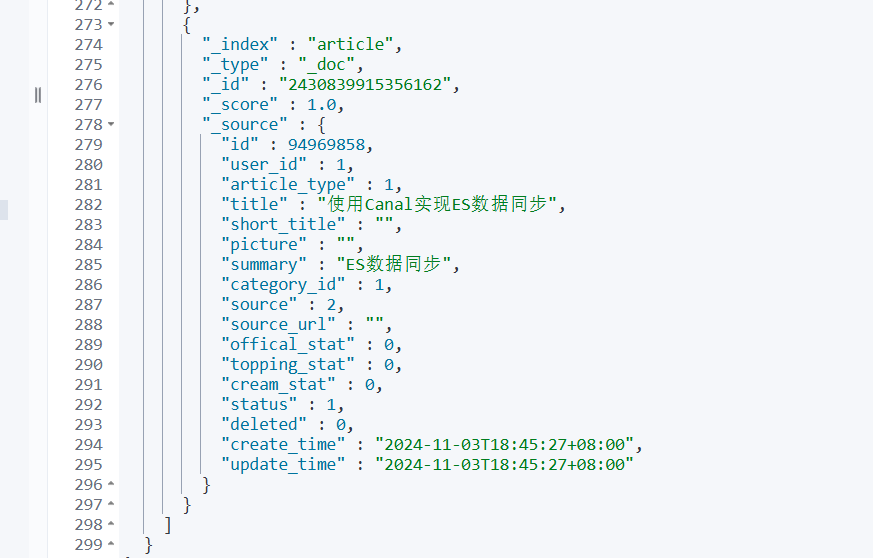 272 },
273 {
274 "_index" : "article",
275 "_type" : "_doc",
276 "_id" : "2430839915356162",
277 "_score" : 1.0,
278 "_source" : {
279 "id" : 94969858,
280 "user_id" : 1,
281 "article_type" : 1,
282 "title" : "使用Canal实现ES数据同步",
283 "short_title" : "",
284 "picture" : "",
285 "summary" : "ES数据同步",
286 "category_id" : 1,
287 "source" : 2,
288 "source_url" : "",
289 "offical_stat" : 0,
290 "topping_stat" : 0,
291 "cream_stat" : 0,
292 "status" : 1,
293 "deleted" : 0,
294 "create_time" : "2024-11-03T18:45:27+08:00",
295 "update_time" : "2024-11-03T18:45:27+08:00"
296 }
297 }
298 ]
299 }